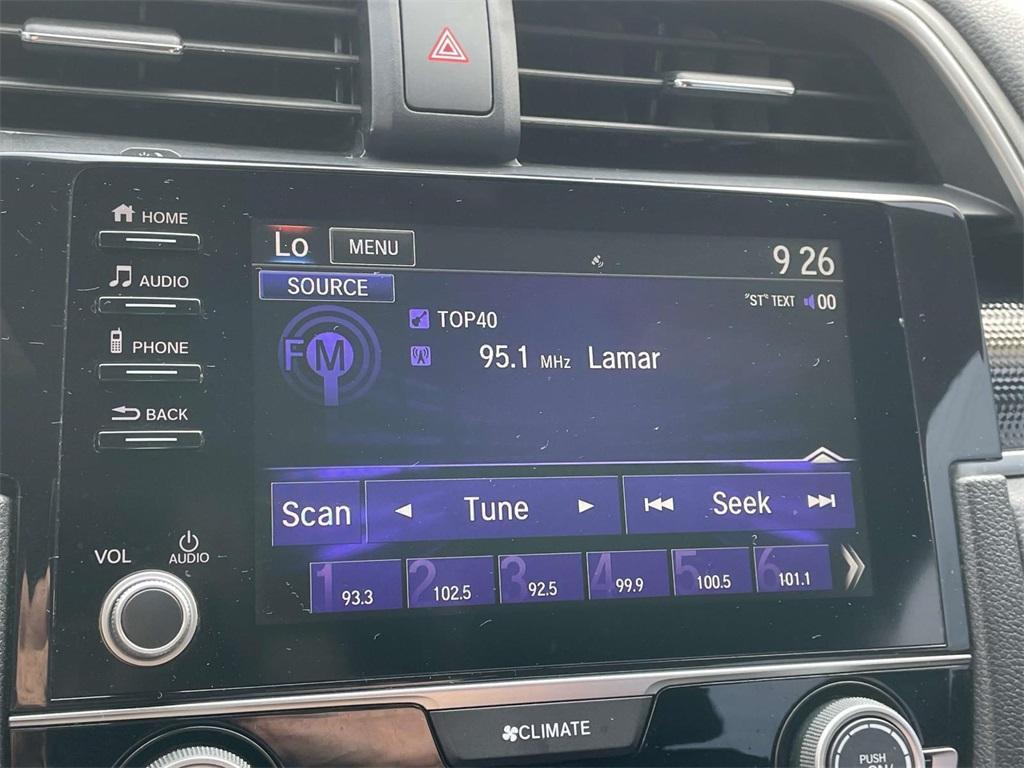 HOME
AUDIO
PHONE
BACK
VOL
AUDIO
Lo MENU 9 26
SOURCE
"ST" TEXT 00
FM
TOP40
95.1 MHz Lamar
Scan Tune Seek
1 93.3 2 102.5 3 92.5 4 99.9 5 100.5 6 101.1
CLIMATE
PUSH
ON/